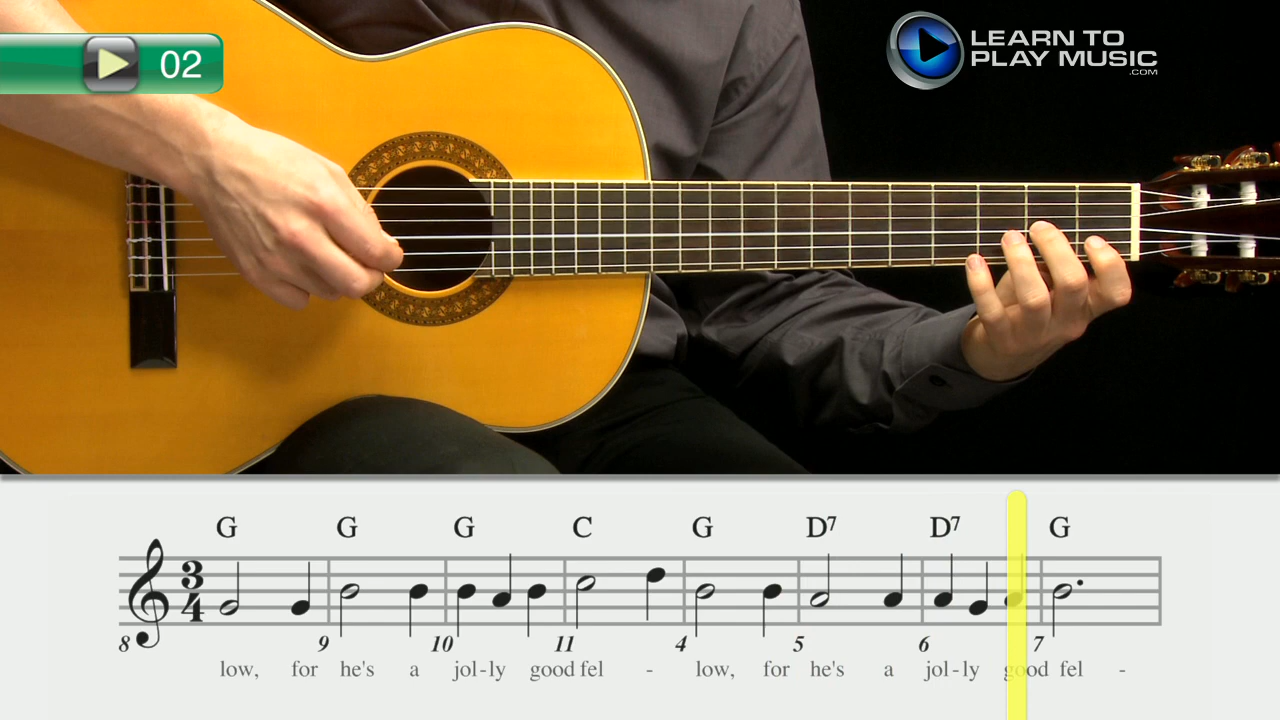 02
LEARN TO
PLAY MUSIC
.COM
G G G C G D7 D7 G
3
4
8 9 10 11 4 5 6 7
low, for he's a jol-ly good fel - low, for he's a jol-ly good fel -